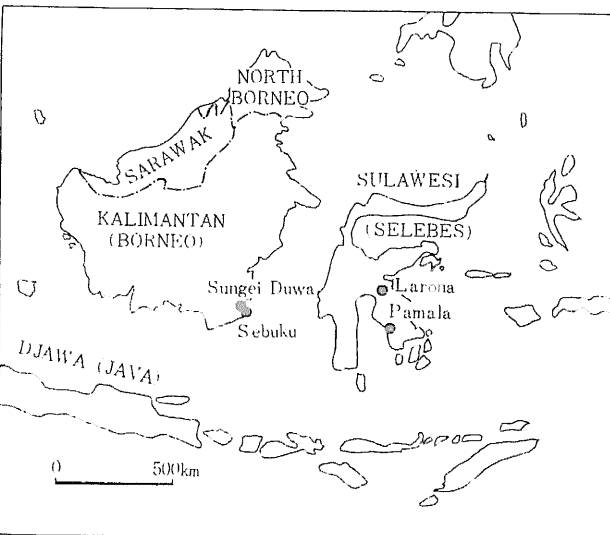 NORTH
BORNEO
SARAWAK
SULAWESI
KALIMANTAN
(BORNEO)
(SELEBES)
Sungei Duwa
Larona
Pamala
Sebuku
DJAWA (JAVA)
0 500km